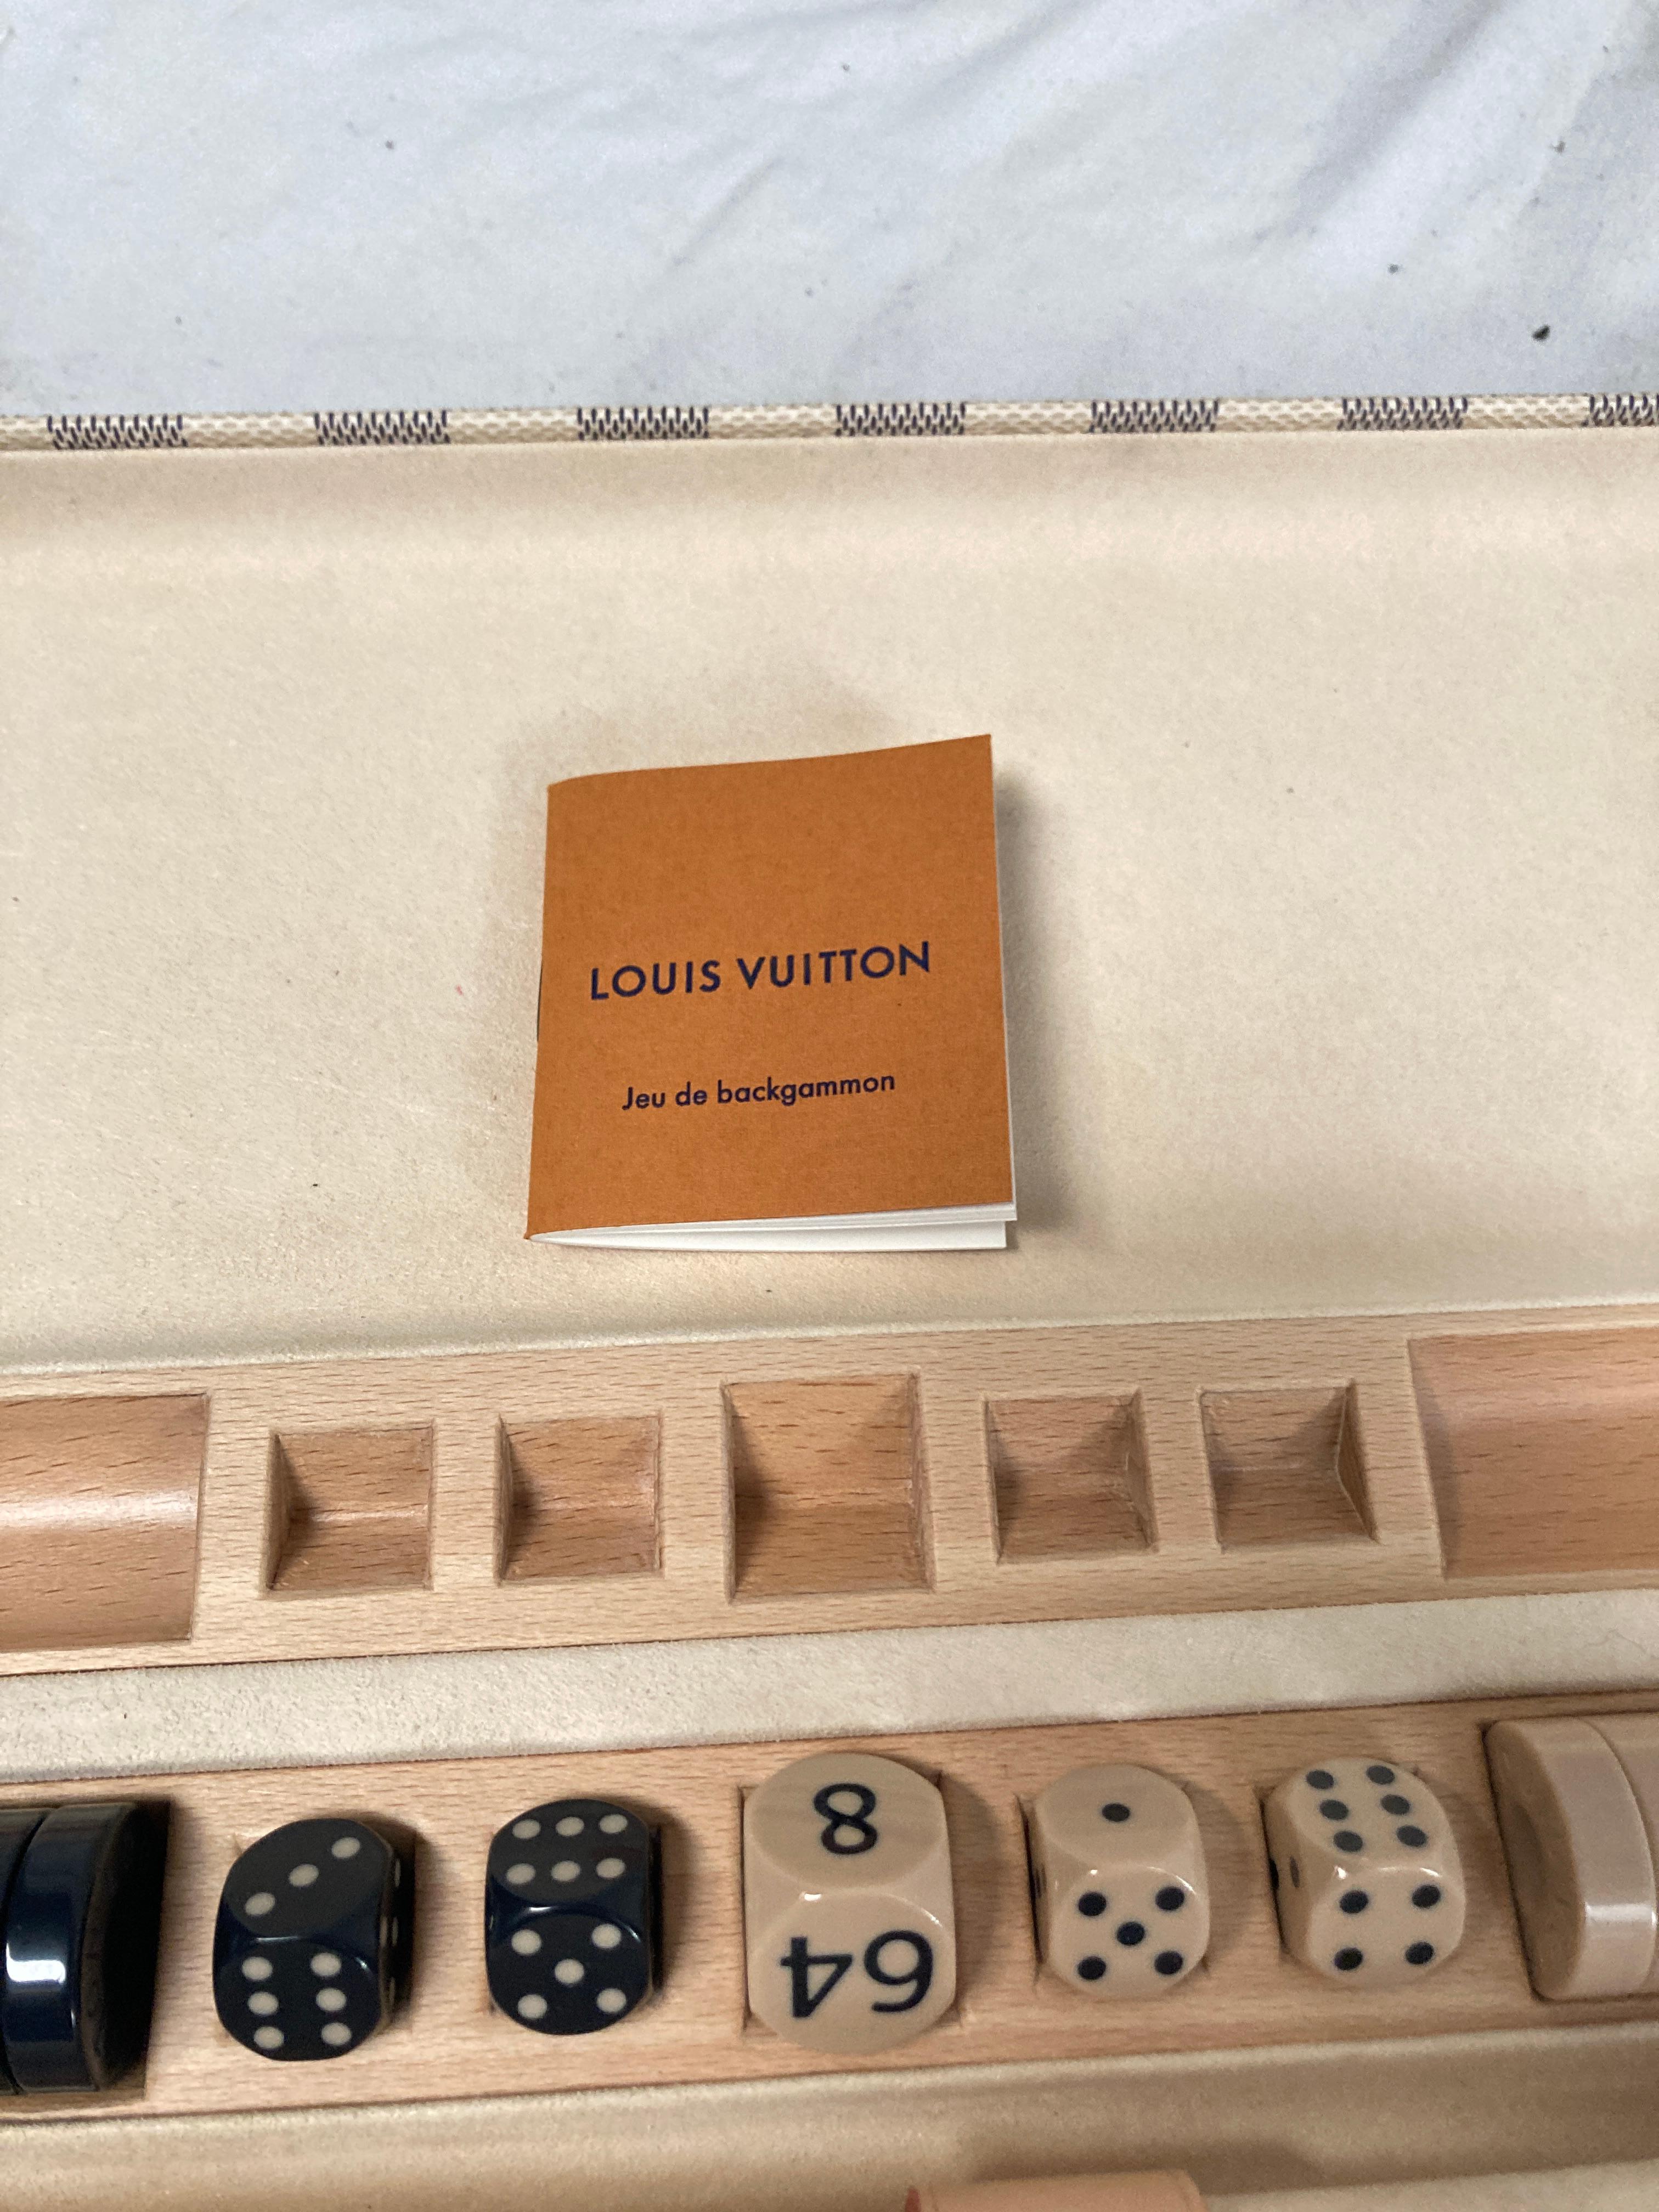 LOUIS VUITTON
Jeu de backgammon
8
64